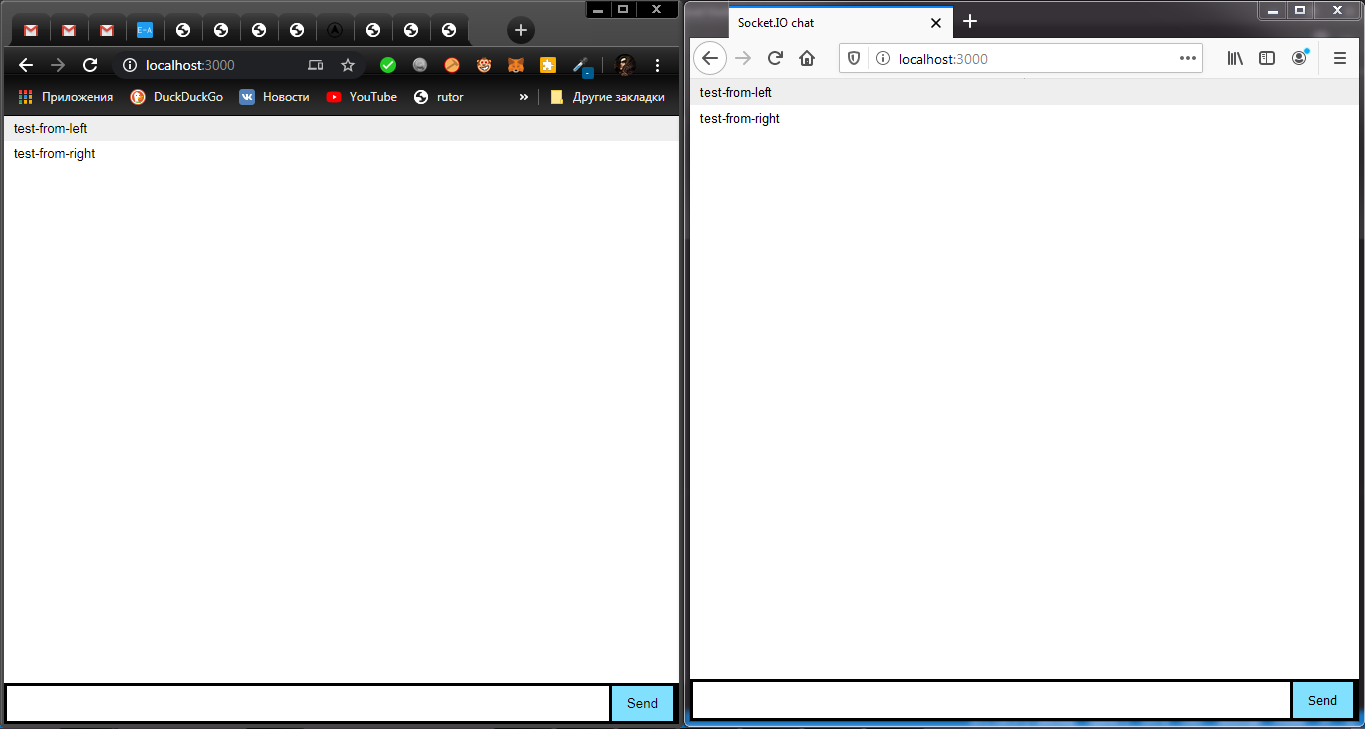 E=A
localhost:3000
Приложения DuckDuckGo Новости YouTube rutor » Другие закладки
test-from-left
test-from-right
Send
Socket.IO chat
localhost:3000
test-from-left
test-from-right
Send